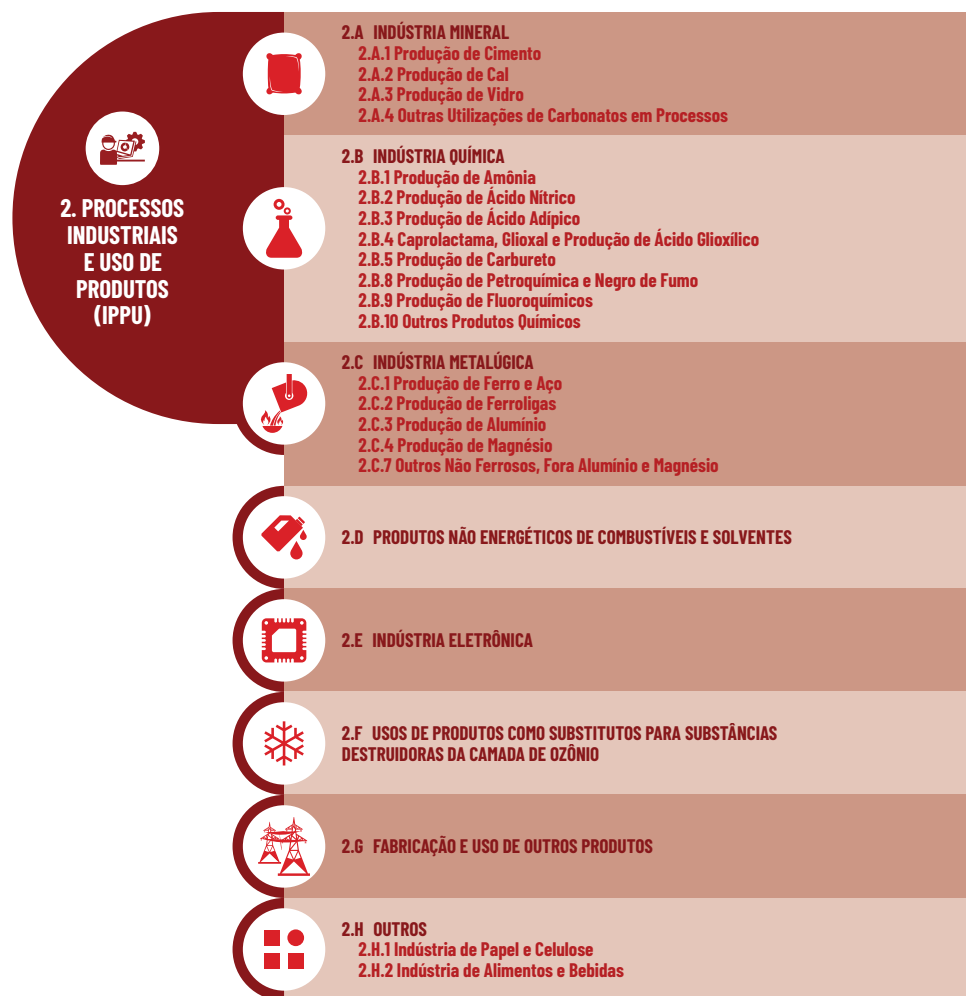 2. PROCESSOS
INDUSTRIAIS
E USO DE
PRODUTOS
(IPPU)
2.A INDÚSTRIA MINERAL
2.A.1 Produção de Cimento
2.A.2 Produção de Cal
2.A.3 Produção de Vidro
2.A.4 Outras Utilizações de Carbonatos em Processos
2.B INDÚSTRIA QUÍMICA
2.B.1 Produção de Amônia
2.B.2 Produção de Ácido Nítrico
2.B.3 Produção de Ácido Adípico
2.B.4 Caprolactama, Glioxal e Produção de Ácido Glioxílico
2.B.5 Produção de Carbureto
2.B.8 Produção de Petroquímica e Negro de Fumo
2.B.9 Produção de Fluoroquímicos
2.B.10 Outros Produtos Químicos
2.C INDÚSTRIA METALÚGICA
2.C.1 Produção de Ferro e Aço
2.C.2 Produção de Ferroligas
2.C.3 Produção de Alumínio
2.C.4 Produção de Magnésio
2.C.7 Outros Não Ferrosos, Fora Alumínio e Magnésio
2.D PRODUTOS NÃO ENERGÉTICOS DE COMBUSTÍVEIS E SOLVENTES
2.E INDÚSTRIA ELETRÔNICA
2.F USOS DE PRODUTOS COMO SUBSTITUTOS PARA SUBSTÂNCIAS
DESTRUIDORAS DA CAMADA DE OZÔNIO
2.G FABRICAÇÃO E USO DE OUTROS PRODUTOS
2.H OUTROS
2.H.1 Indústria de Papel e Celulose
2.H.2 Indústria de Alimentos e Bebidas